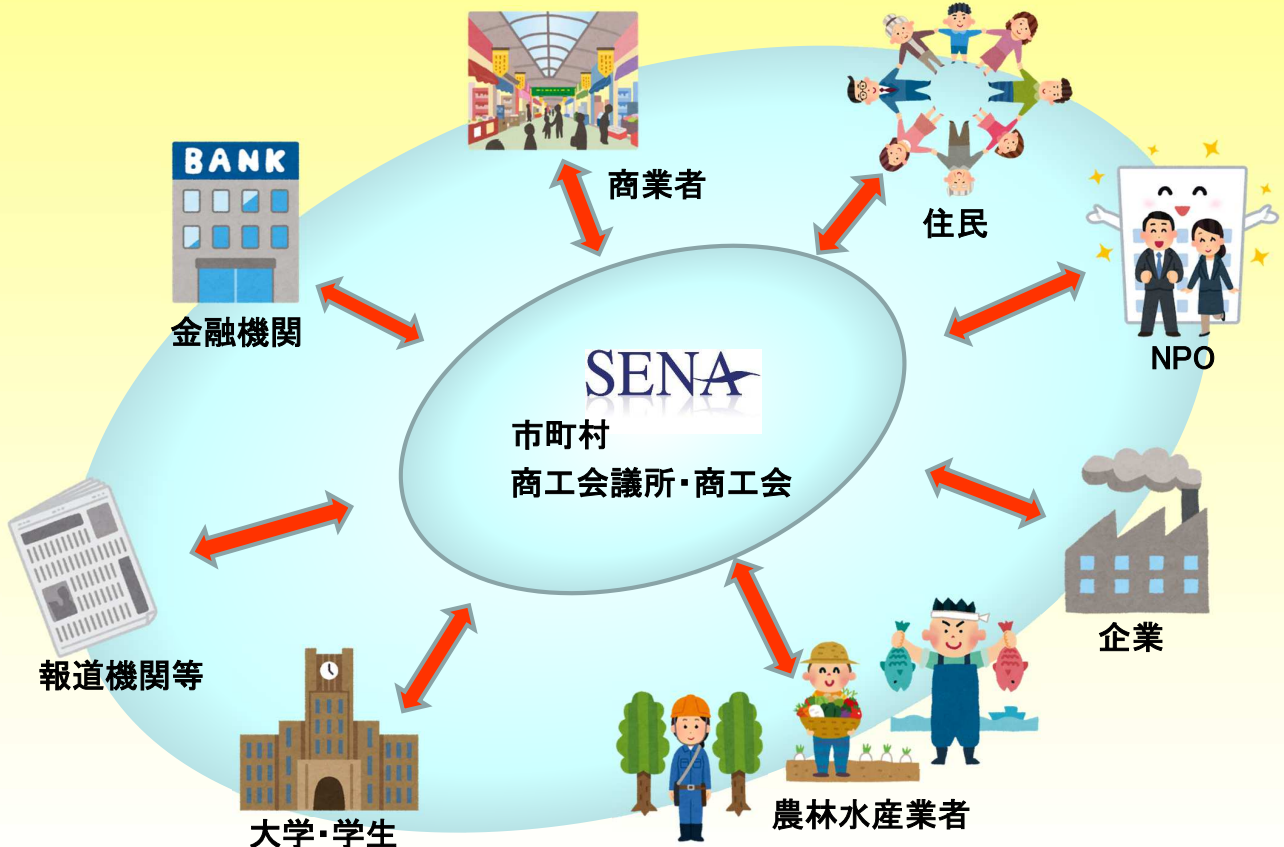 商業者
住民
BANK
金融機関
NPO
SENA
市町村
商工会議所・商工会
企業
報道機関等
農林水産業者
大学・学生